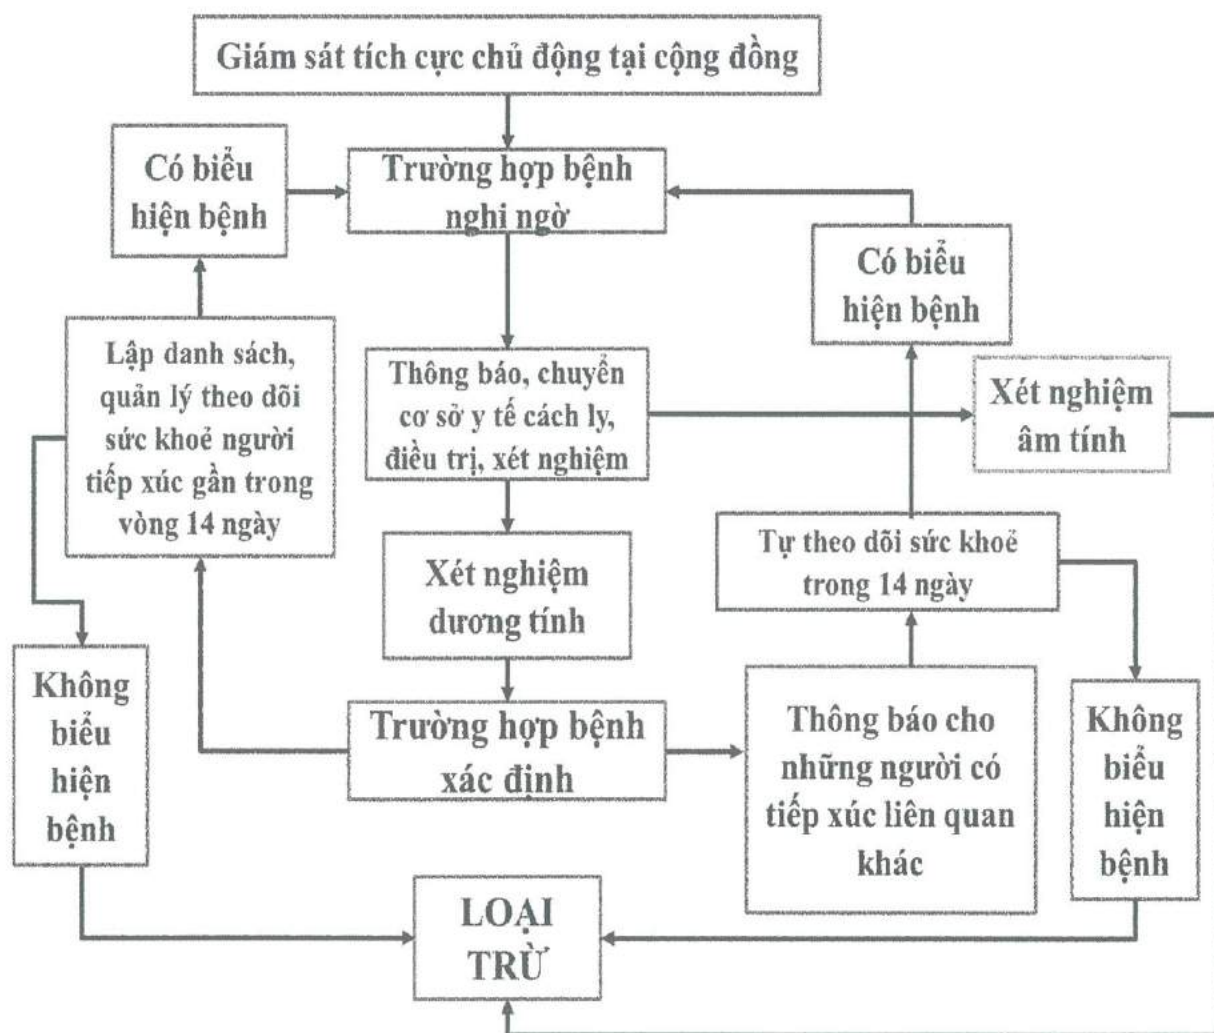 Giám sát tích cực chủ động tại cộng đồng
Có biểu
hiện bệnh
Trường hợp bệnh
nghi ngờ
Có biểu
hiện bệnh
Lập danh sách,
quản lý theo dõi
sức khoẻ người
tiếp xúc gần trong
vòng 14 ngày
Thông báo, chuyển
cơ sở y tế cách ly,
điều trị, xét nghiệm
Xét nghiệm
âm tính
Xét nghiệm
dương tính
Tự theo dõi sức khoẻ
trong 14 ngày
Không
biểu
hiện
bệnh
Trường hợp bệnh
xác định
Thông báo cho
những người có
tiếp xúc liên quan
khác
Không
biểu
hiện
bệnh
LOẠI
TRỪ